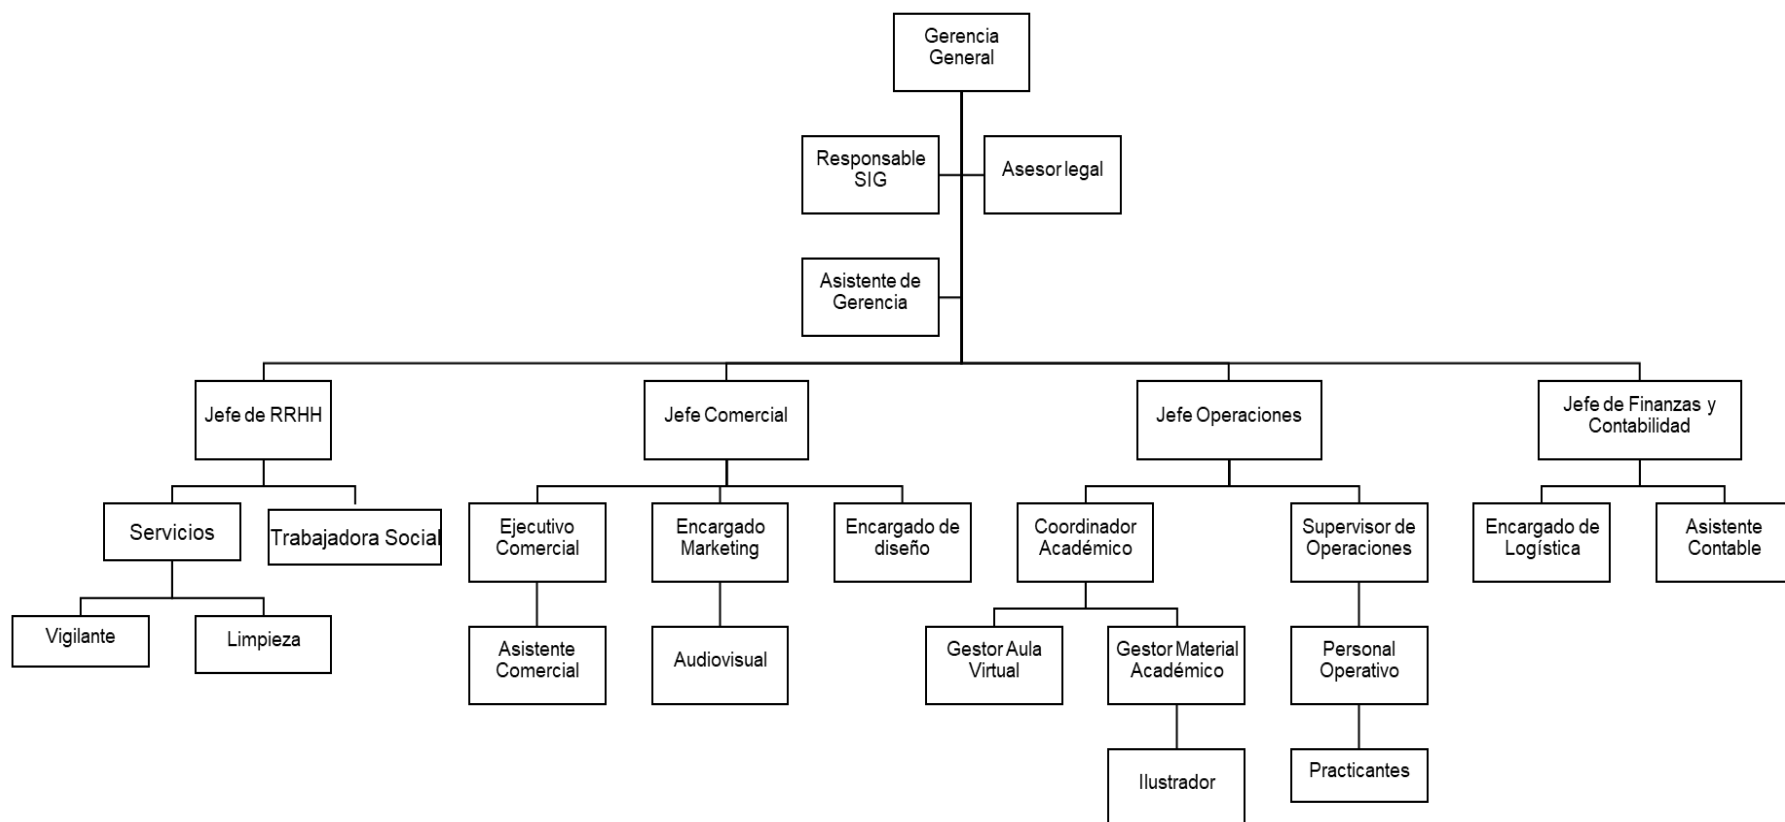 Gerencia
General
Responsable
SIG
Asesor legal
Asistente de
Gerencia
Jefe de RRHH
Jefe Comercial
Jefe Operaciones
Jefe de Finanzas y
Contabilidad
Servicios
Trabajadora Social
Ejecutivo
Comercial
Encargado
Marketing
Encargado de
diseño
Coordinador
Académico
Supervisor de
Operaciones
Encargado de
Logística
Asistente
Contable
Vigilante
Limpieza
Asistente
Comercial
Audiovisual
Gestor Aula
Virtual
Gestor Material
Académico
Personal
Operativo
Ilustrador
Practicantes